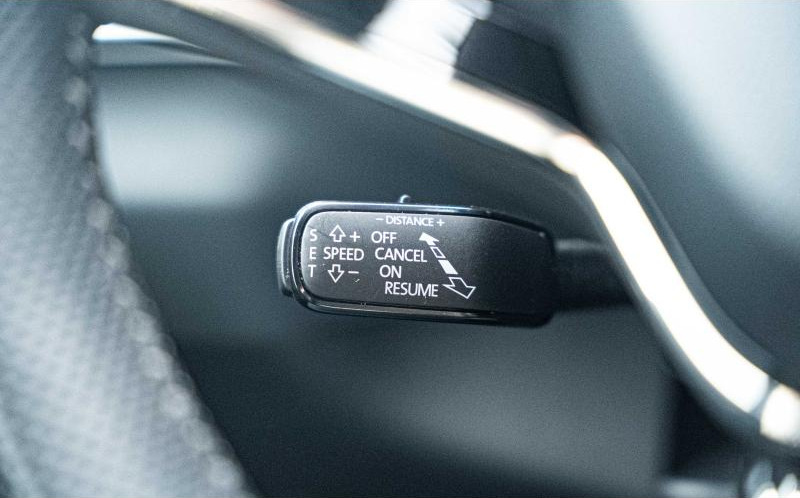 – DISTANCE +
S + OFF
E SPEED CANCEL
T – ON
RESUME